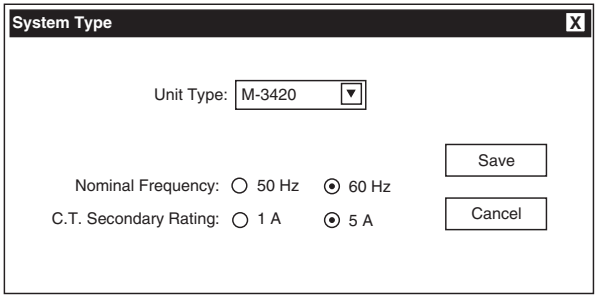 System Type X
Unit Type: M-3420
Save
Nominal Frequency: 50 Hz 60 Hz
C.T. Secondary Rating: 1 A 5 A
Cancel